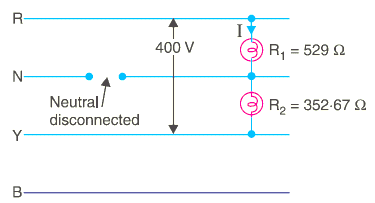 R
I
400 V
R₁ = 529 Ω
N
Neutral
disconnected
R₂ = 352·67 Ω
Y
B